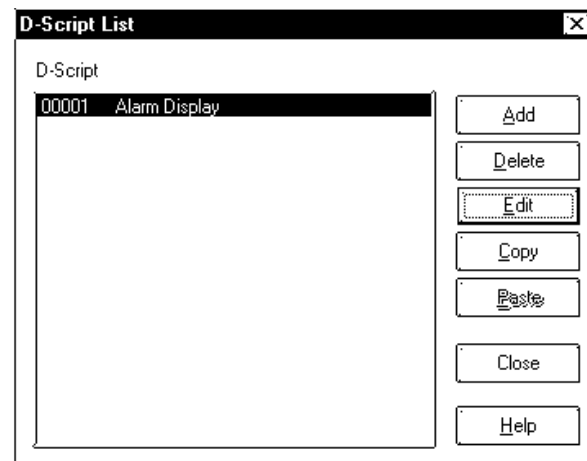 D-Script List
D-Script
00001 Alarm Display
Add
Delete
Edit
Copy
Paste
Close
Help